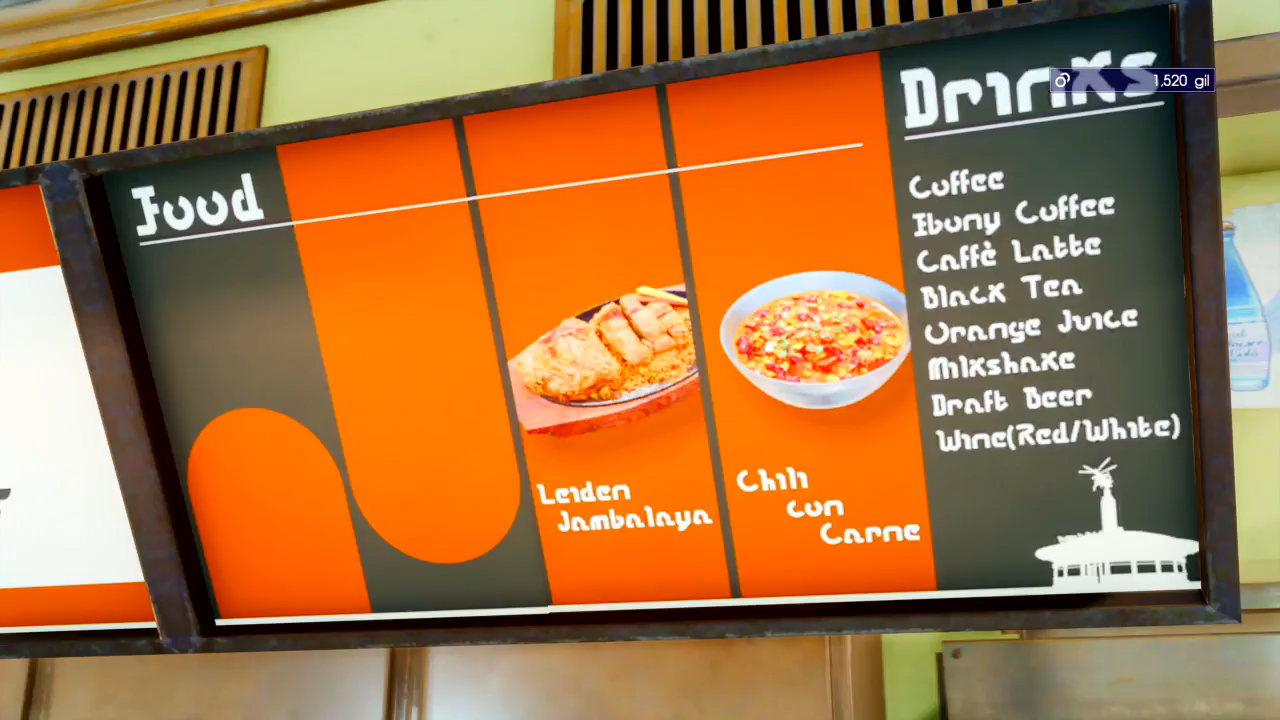 Food
Leiden
Jambalaya
Chili
con
Carne
Drinks
Coffee
Ebony Coffee
Caffè Latte
Black Tea
Orange Juice
Milkshake
Draft Beer
Wine(Red/White)
1,520 gil